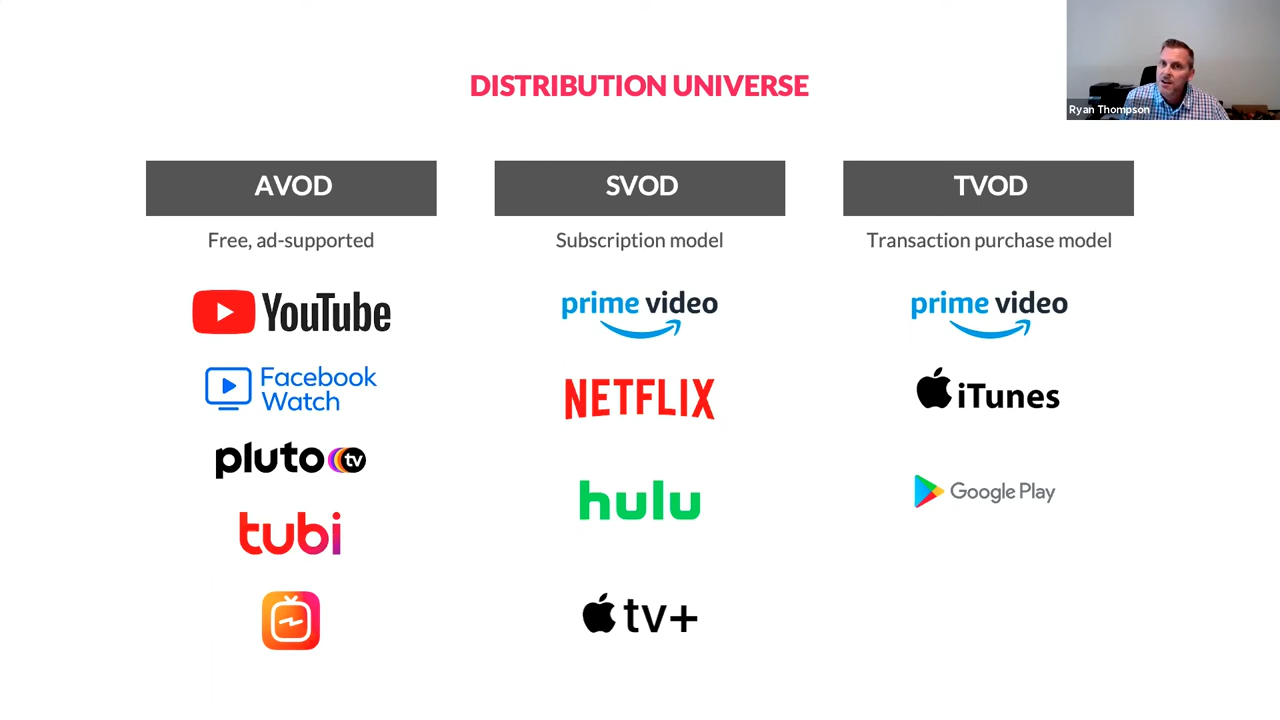 DISTRIBUTION UNIVERSE
Ryan Thompson
AVOD
Free, ad-supported
YouTube
Facebook
Watch
pluto tv
tubi
SVOD
Subscription model
prime video
NETFLIX
hulu
tv+
TVOD
Transaction purchase model
prime video
iTunes
Google Play